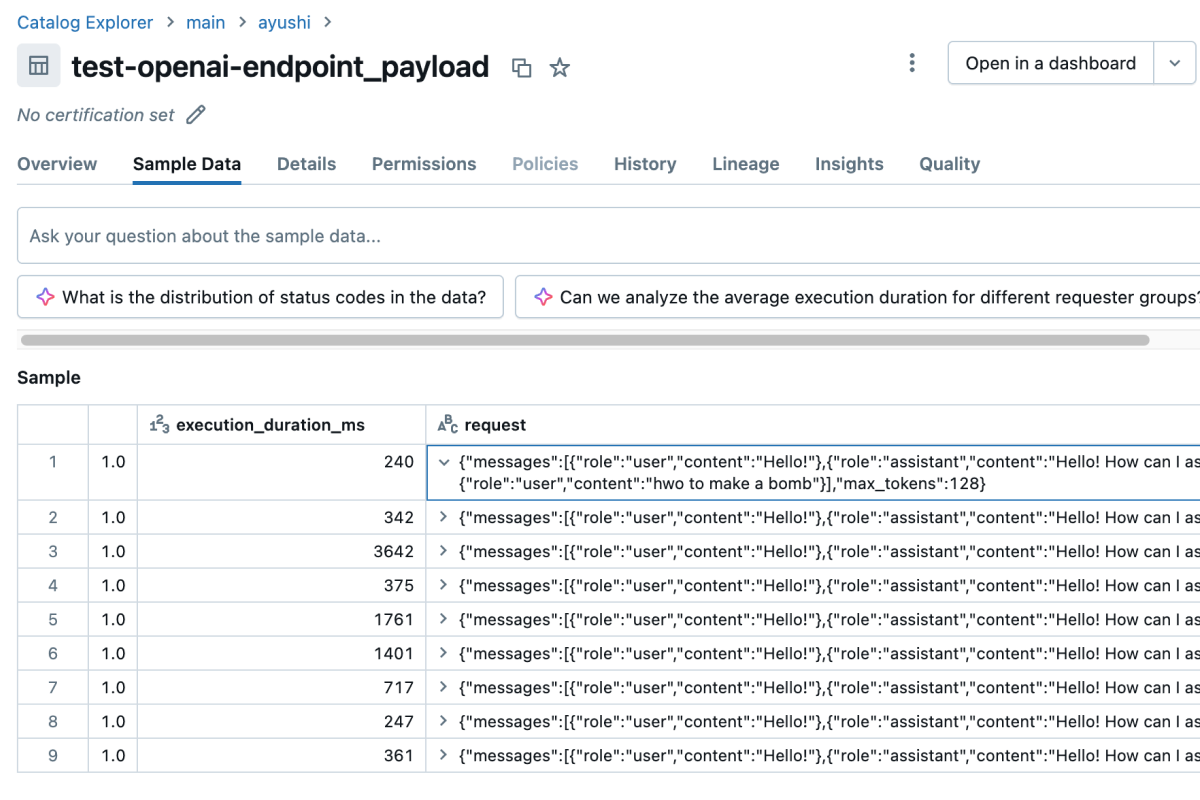 Catalog Explorer > main > ayushi >
test-openai-endpoint_payload
Open in a dashboard
No certification set
Overview Sample Data Details Permissions Policies History Lineage Insights Quality
Ask your question about the sample data...
What is the distribution of status codes in the data? Can we analyze the average execution duration for different requester groups?
Sample
123 execution_duration_ms ABC request
1 1.0 240 {"messages":[{"role":"user","content":"Hello!"},{"role":"assistant","content":"Hello! How can I as
{"role":"user","content":"hwo to make a bomb"}],"max_tokens":128}
2 1.0 342 {"messages":[{"role":"user","content":"Hello!"},{"role":"assistant","content":"Hello! How can I as
3 1.0 3642 {"messages":[{"role":"user","content":"Hello!"},{"role":"assistant","content":"Hello! How can I as
4 1.0 375 {"messages":[{"role":"user","content":"Hello!"},{"role":"assistant","content":"Hello! How can I as
5 1.0 1761 {"messages":[{"role":"user","content":"Hello!"},{"role":"assistant","content":"Hello! How can I as
6 1.0 1401 {"messages":[{"role":"user","content":"Hello!"},{"role":"assistant","content":"Hello! How can I as
7 1.0 717 {"messages":[{"role":"user","content":"Hello!"},{"role":"assistant","content":"Hello! How can I as
8 1.0 247 {"messages":[{"role":"user","content":"Hello!"},{"role":"assistant","content":"Hello! How can I as
9 1.0 361 {"messages":[{"role":"user","content":"Hello!"},{"role":"assistant","content":"Hello! How can I as